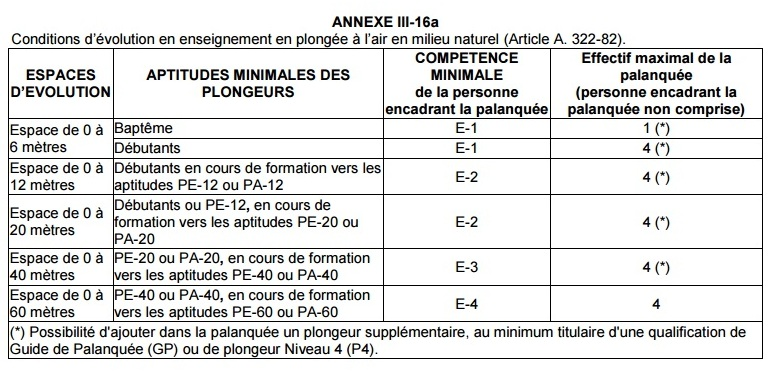 ANNEXE III-16a
Conditions d'évolution en enseignement en plongée à l'air en milieu naturel (Article A. 322-82).
ESPACES
D'EVOLUTION
APTITUDES MINIMALES DES
PLONGEURS
COMPETENCE
MINIMALE
de la personne
encadrant la palanquée
Effectif maximal de la
palanquée
(personne encadrant la
palanquée non comprise)
Espace de 0 à
6 mètres
Baptême
E-1
1 (*)
Débutants
E-1
4 (*)
Espace de 0 à
12 mètres
Débutants en cours de formation vers les
aptitudes PE-12 ou PA-12
E-2
4 (*)
Espace de 0 à
20 mètres
Débutants ou PE-12, en cours de
formation vers les aptitudes PE-20 ou
PA-20
E-2
4 (*)
Espace de 0 à
40 mètres
PE-20 ou PA-20, en cours de formation
vers les aptitudes PE-40 ou PA-40
E-3
4 (*)
Espace de 0 à
60 mètres
PE-40 ou PA-40, en cours de formation
vers les aptitudes PE-60 ou PA-60
E-4
4
(*) Possibilité d'ajouter dans la palanquée un plongeur supplémentaire, au minimum titulaire d'une qualification de
Guide de Palanquée (GP) ou de plongeur Niveau 4 (P4).